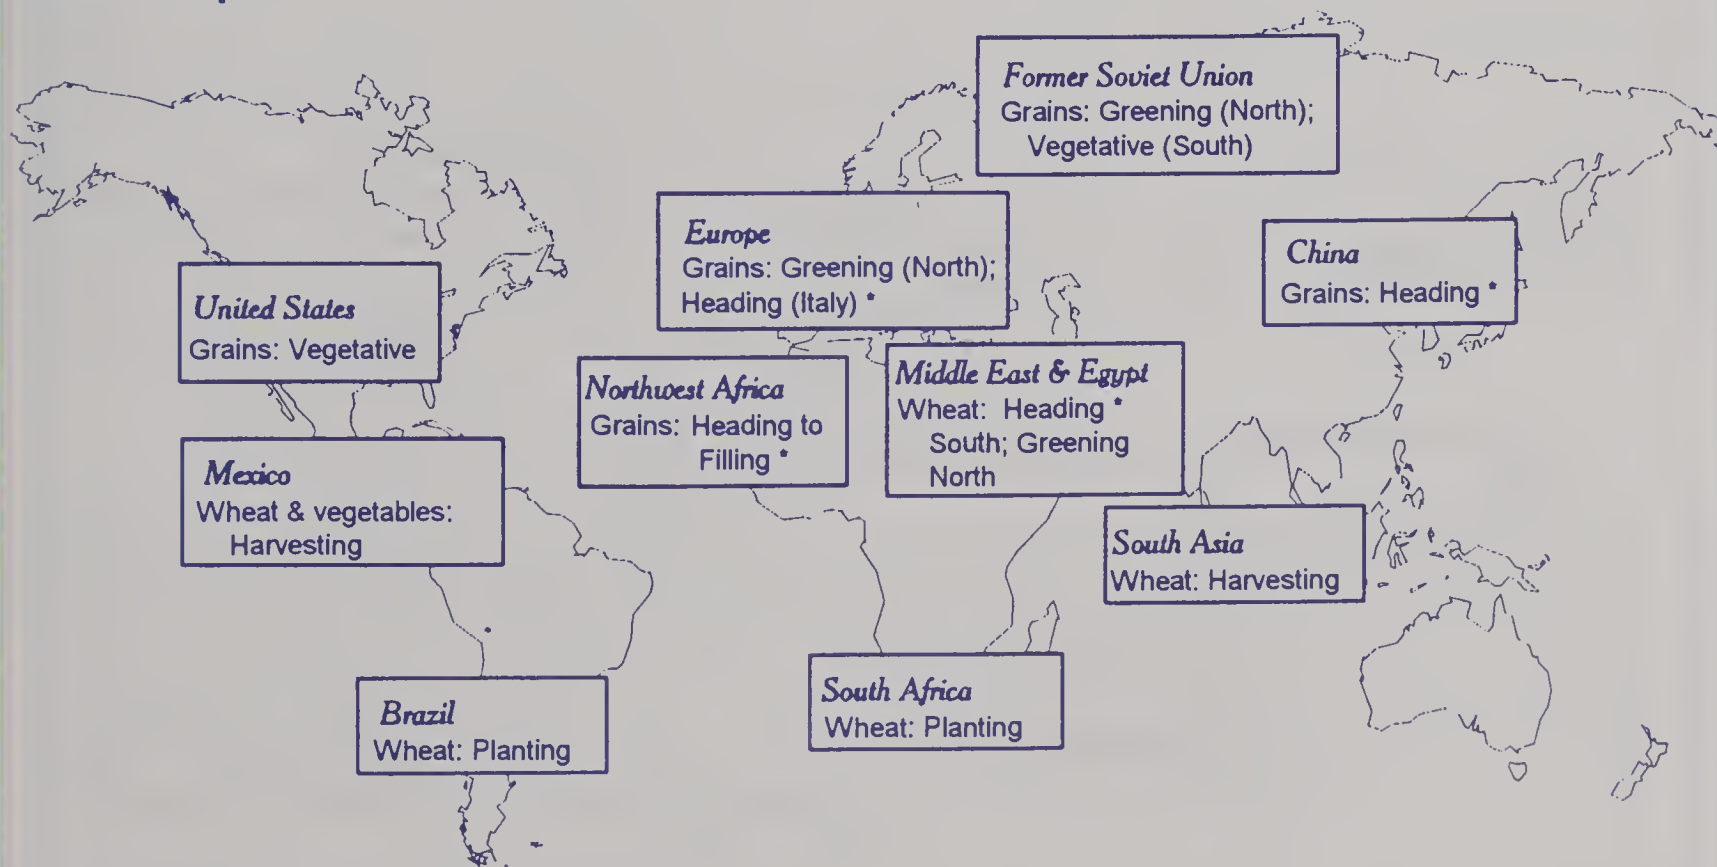 Former Soviet Union
Grains: Greening (North);
Vegetative (South)
Europe
Grains: Greening (North);
Heading (Italy) *
China
Grains: Heading *
United States
Grains: Vegetative
Northwest Africa
Grains: Heading to
Filling *
Middle East & Egypt
Wheat: Heading *
South; Greening
North
Mexico
Wheat & vegetables:
Harvesting
South Asia
Wheat: Harvesting
Brazil
Wheat: Planting
South Africa
Wheat: Planting